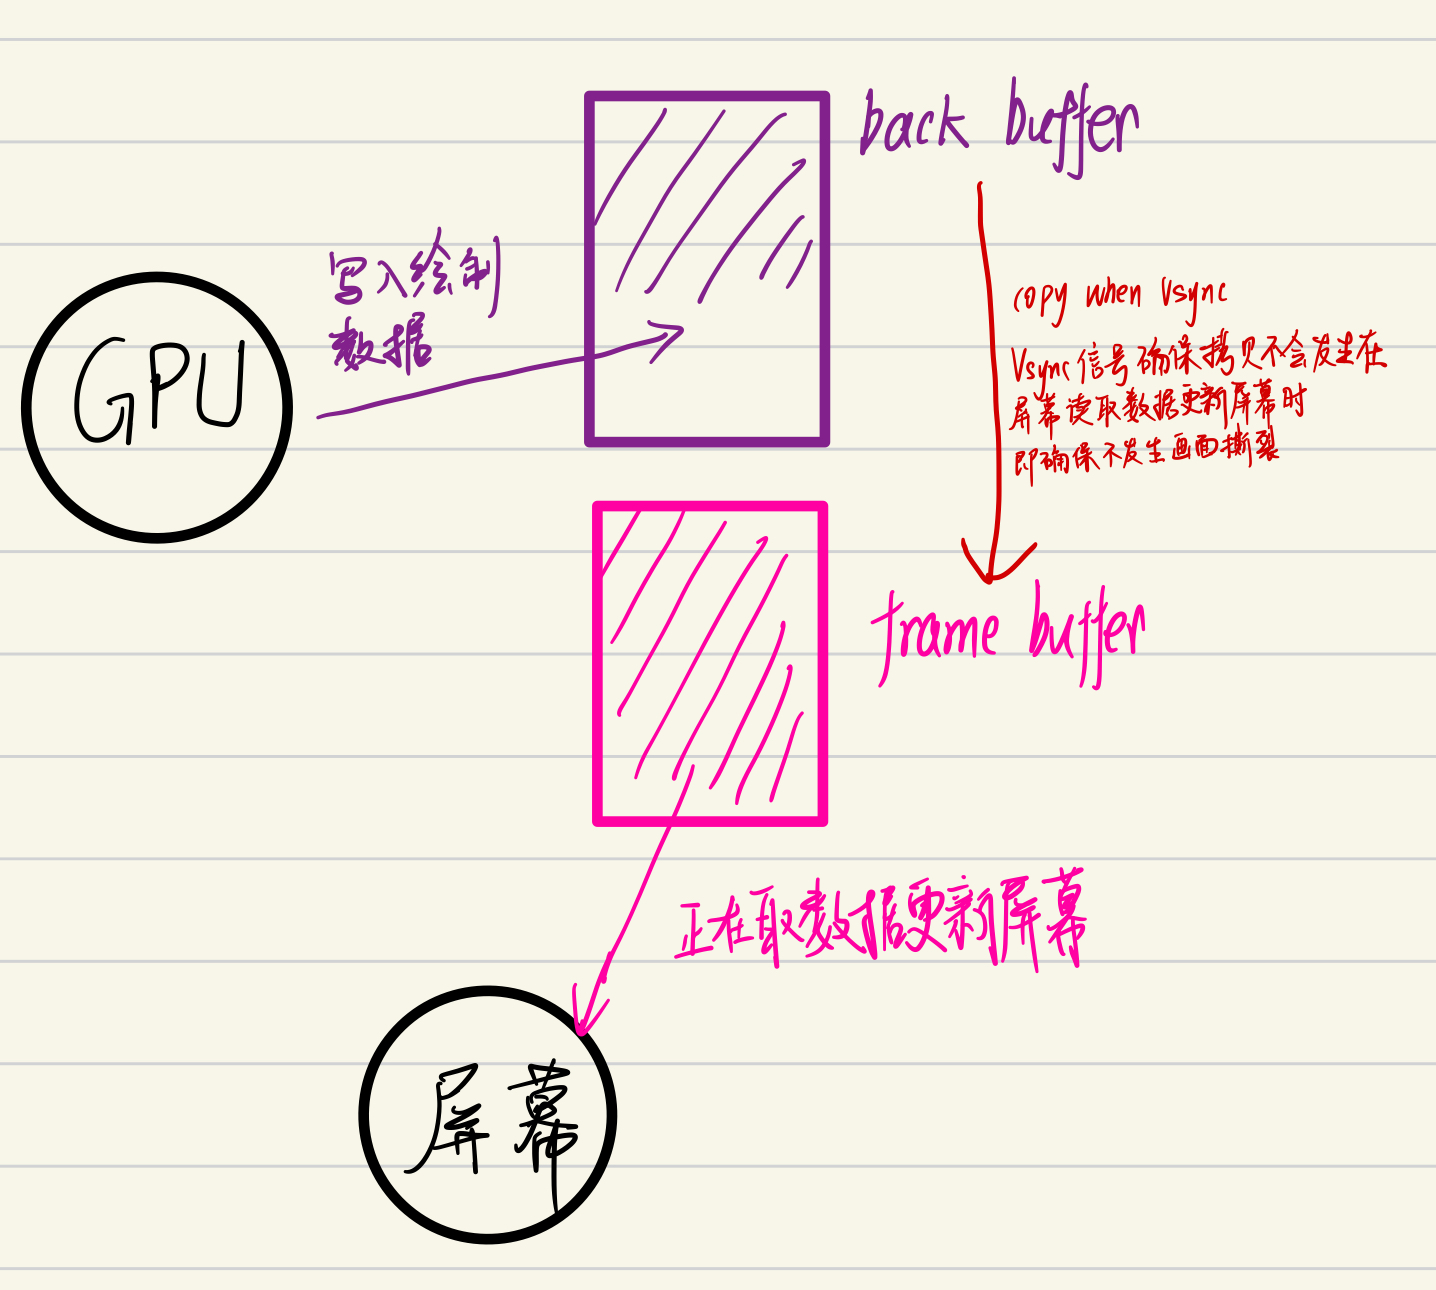 back buffer
写入绘制
数据
GPU
copy when Vsync
Vsync信号确保拷贝不会发生在
屏幕读取数据更新屏幕时
即确保不发生画面撕裂
frame buffer
正在取数据更新屏幕
屏幕